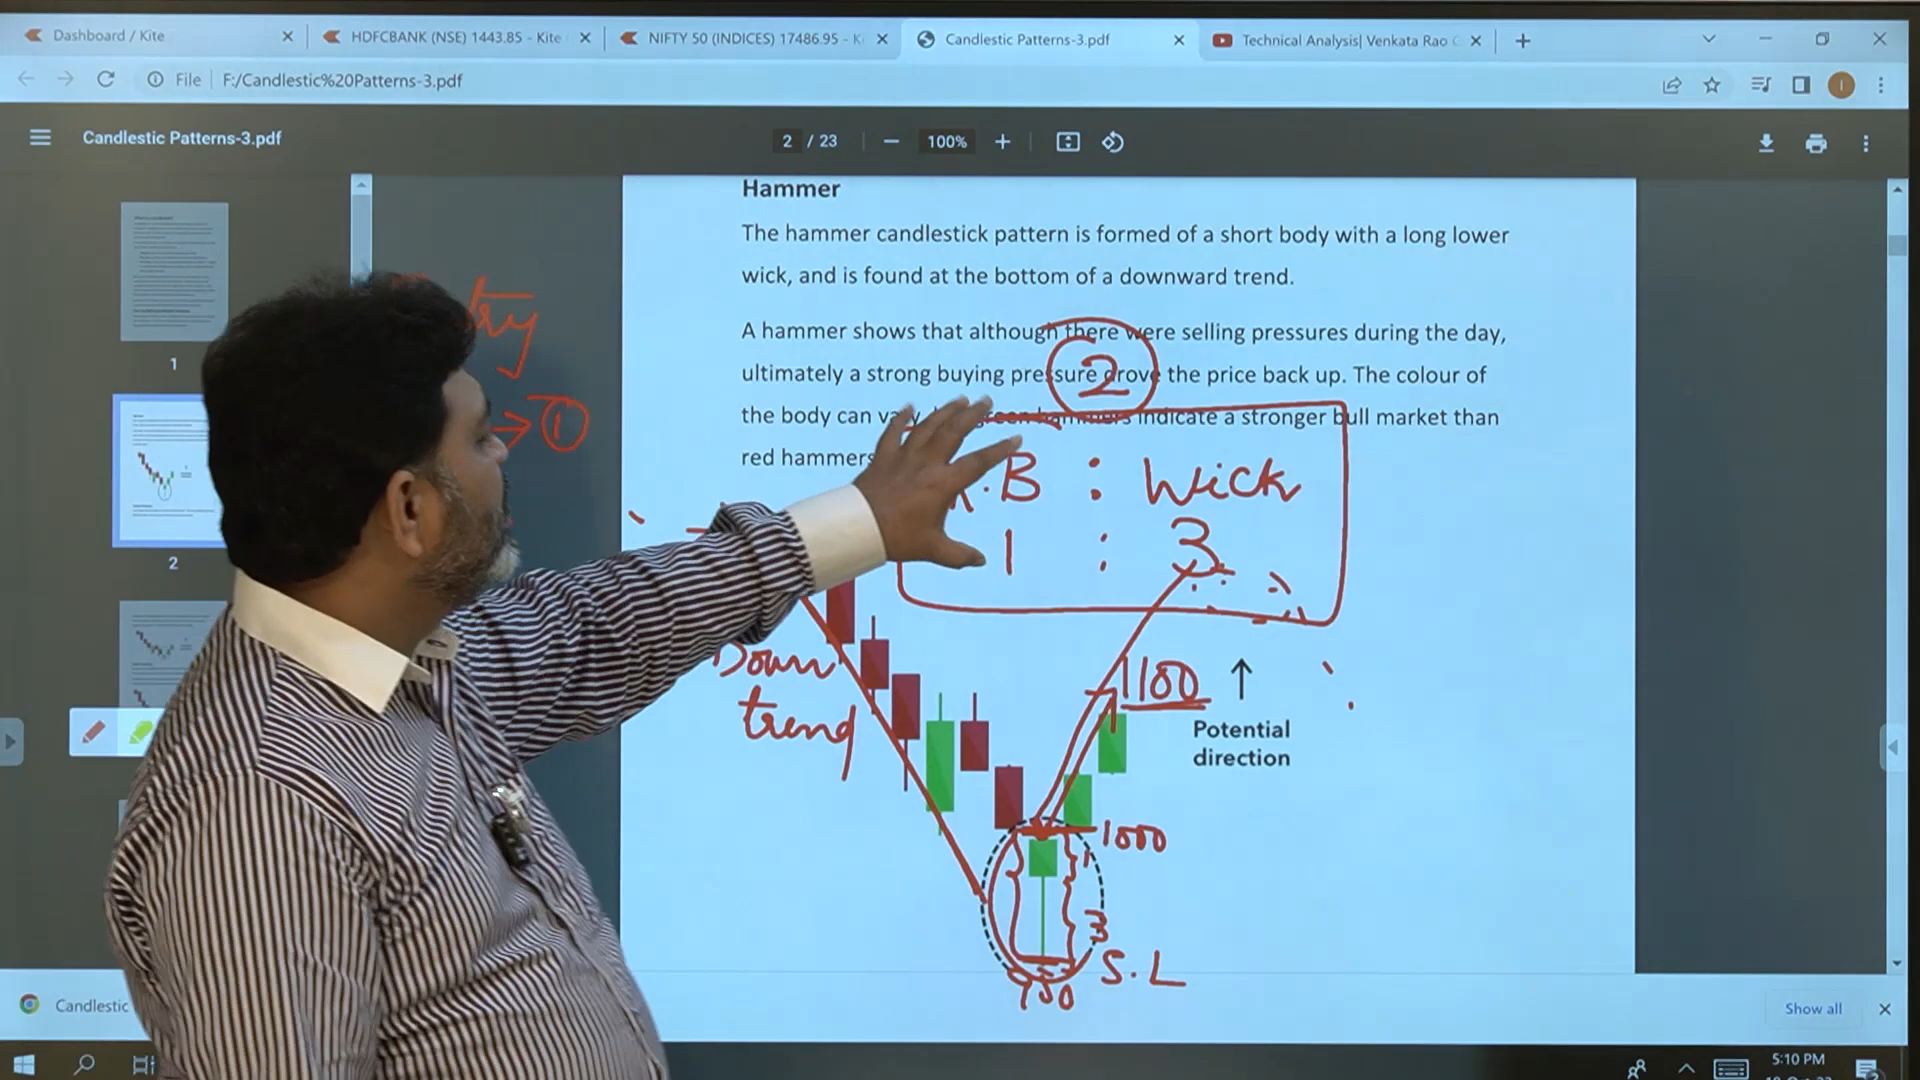 Dashboard / Kite
HDFCBANK (NSE) 1443.85 - Kite
NIFTY 50 (INDICES) 17486.95 - K
Candlestic Patterns-3.pdf
Technical Analysis| Venkata Rao C
File
F:/Candlestic%20Patterns-3.pdf
I
Candlestic Patterns-3.pdf
2 / 23
100%
Hammer
The hammer candlestick pattern is formed of a short body with a long lower
wick, and is found at the bottom of a downward trend.
A hammer shows that although there were selling pressures during the day,
ultimately a strong buying pressure drove the price back up. The colour of
the body can indicate a stronger bull market than
red hammers
2
→ 1
B : Wick
1 : 3
1
2
Down
trend
1100
Potential
direction
1000
1
3
S.L
Candlestic
Show all
5:10 PM